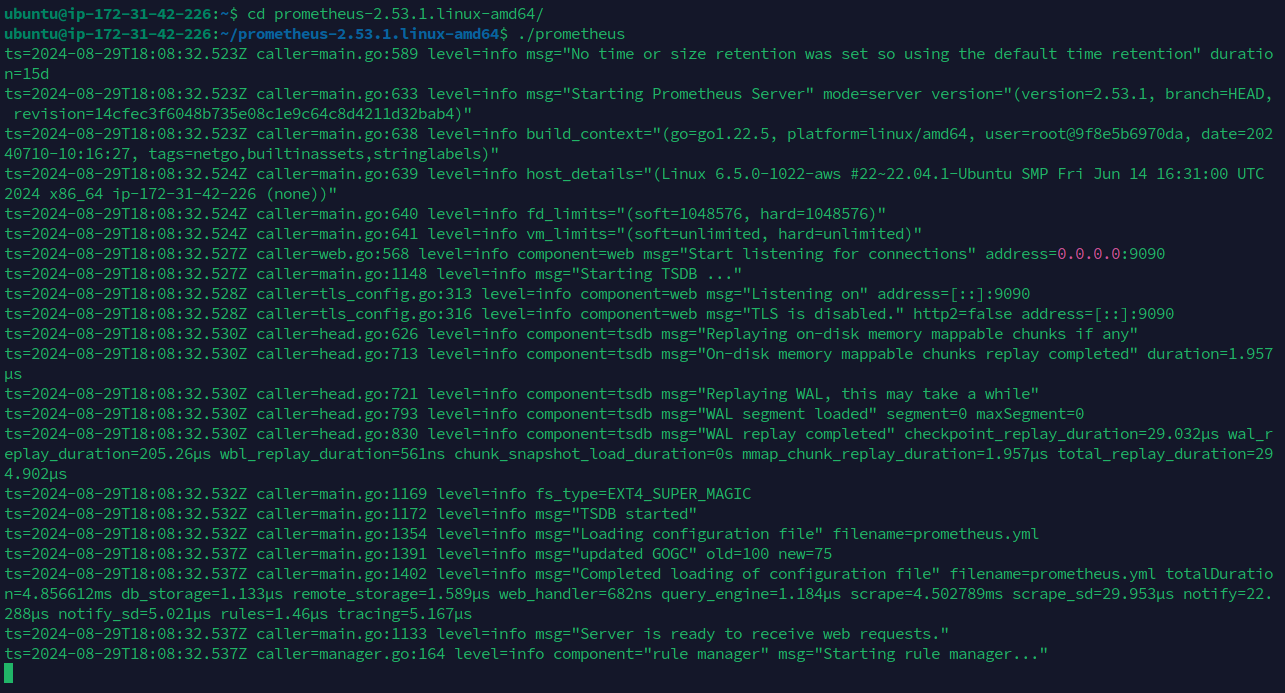 ubuntu@ip-172-31-42-226:~$ cd prometheus-2.53.1.linux-amd64/
ubuntu@ip-172-31-42-226:~/prometheus-2.53.1.linux-amd64$ ./prometheus
ts=2024-08-29T18:08:32.523Z caller=main.go:589 level=info msg="No time or size retention was set so using the default time retention" duratio
n=15d
ts=2024-08-29T18:08:32.523Z caller=main.go:633 level=info msg="Starting Prometheus Server" mode=server version="(version=2.53.1, branch=HEAD,
 revision=14cfec3f6048b735e08c1e9c64c8d4211d32bab4)"
ts=2024-08-29T18:08:32.523Z caller=main.go:638 level=info build_context="(go=go1.22.5, platform=linux/amd64, user=root@9f8e5b6970da, date=202
40710-10:16:27, tags=netgo,builtinassets,stringlabels)"
ts=2024-08-29T18:08:32.524Z caller=main.go:639 level=info host_details="(Linux 6.5.0-1022-aws #22~22.04.1-Ubuntu SMP Fri Jun 14 16:31:00 UTC
2024 x86_64 ip-172-31-42-226 (none))"
ts=2024-08-29T18:08:32.524Z caller=main.go:640 level=info fd_limits="(soft=1048576, hard=1048576)"
ts=2024-08-29T18:08:32.524Z caller=main.go:641 level=info vm_limits="(soft=unlimited, hard=unlimited)"
ts=2024-08-29T18:08:32.527Z caller=web.go:568 level=info component=web msg="Start listening for connections" address=0.0.0.0:9090
ts=2024-08-29T18:08:32.527Z caller=main.go:1148 level=info msg="Starting TSDB ..."
ts=2024-08-29T18:08:32.528Z caller=tls_config.go:313 level=info component=web msg="Listening on" address=[::]:9090
ts=2024-08-29T18:08:32.528Z caller=tls_config.go:316 level=info component=web msg="TLS is disabled." http2=false address=[::]:9090
ts=2024-08-29T18:08:32.530Z caller=head.go:626 level=info component=tsdb msg="Replaying on-disk memory mappable chunks if any"
ts=2024-08-29T18:08:32.530Z caller=head.go:713 level=info component=tsdb msg="On-disk memory mappable chunks replay completed" duration=1.957
µs
ts=2024-08-29T18:08:32.530Z caller=head.go:721 level=info component=tsdb msg="Replaying WAL, this may take a while"
ts=2024-08-29T18:08:32.530Z caller=head.go:793 level=info component=tsdb msg="WAL segment loaded" segment=0 maxSegment=0
ts=2024-08-29T18:08:32.530Z caller=head.go:830 level=info component=tsdb msg="WAL replay completed" checkpoint_replay_duration=29.032µs wal_r
eplay_duration=205.26µs wbl_replay_duration=561ns chunk_snapshot_load_duration=0s mmap_chunk_replay_duration=1.957µs total_replay_duration=29
4.902µs
ts=2024-08-29T18:08:32.532Z caller=main.go:1169 level=info fs_type=EXT4_SUPER_MAGIC
ts=2024-08-29T18:08:32.532Z caller=main.go:1172 level=info msg="TSDB started"
ts=2024-08-29T18:08:32.532Z caller=main.go:1354 level=info msg="Loading configuration file" filename=prometheus.yml
ts=2024-08-29T18:08:32.537Z caller=main.go:1391 level=info msg="updated GOGC" old=100 new=75
ts=2024-08-29T18:08:32.537Z caller=main.go:1402 level=info msg="Completed loading of configuration file" filename=prometheus.yml totalDuratio
n=4.856612ms db_storage=1.133µs remote_storage=1.589µs web_handler=682ns query_engine=1.184µs scrape=4.502789ms scrape_sd=29.953µs notify=22.
288µs notify_sd=5.021µs rules=1.46µs tracing=5.167µs
ts=2024-08-29T18:08:32.537Z caller=main.go:1133 level=info msg="Server is ready to receive web requests."
ts=2024-08-29T18:08:32.537Z caller=manager.go:164 level=info component="rule manager" msg="Starting rule manager..."